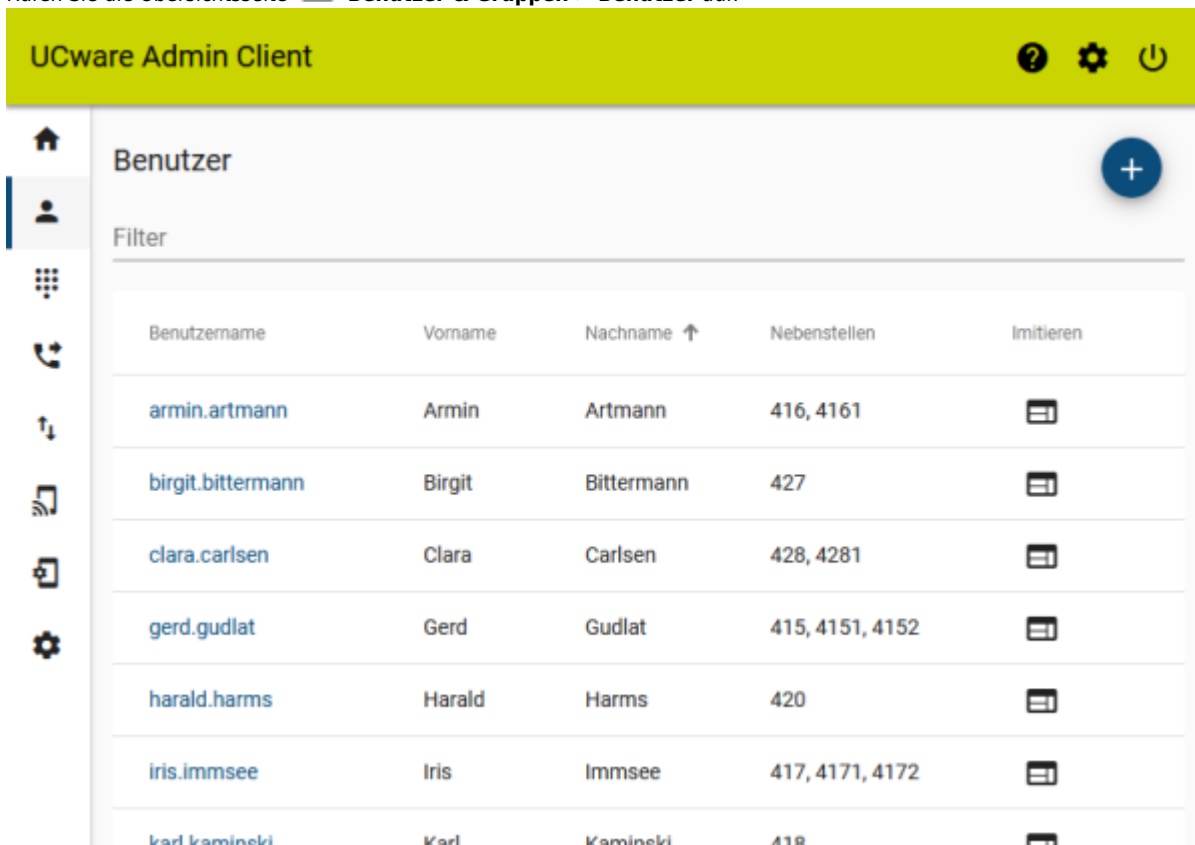 UCware Admin Client
Benutzer
Filter
Benutzername Vorname Nachname Nebenstellen Imitieren
armin.artmann Armin Artmann 416, 4161
birgit.bittermann Birgit Bittermann 427
clara.carlsen Clara Carlsen 428, 4281
gerd.gudlat Gerd Gudlat 415, 4151, 4152
harald.harms Harald Harms 420
iris.immsee Iris Immsee 417, 4171, 4172
karl.kaminski Karl Kaminski 418